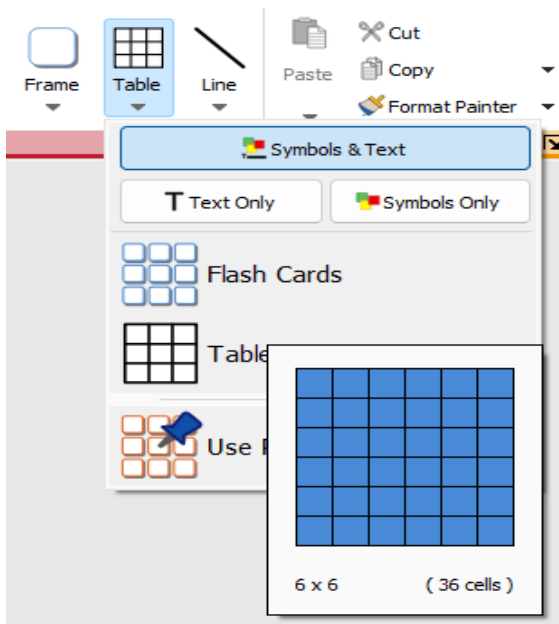 Frame
Table
Line
Paste
Cut
Copy
Format Painter
Symbols & Text
T Text Only
Symbols Only
Flash Cards
Table
Use
6 x 6 ( 36 cells )